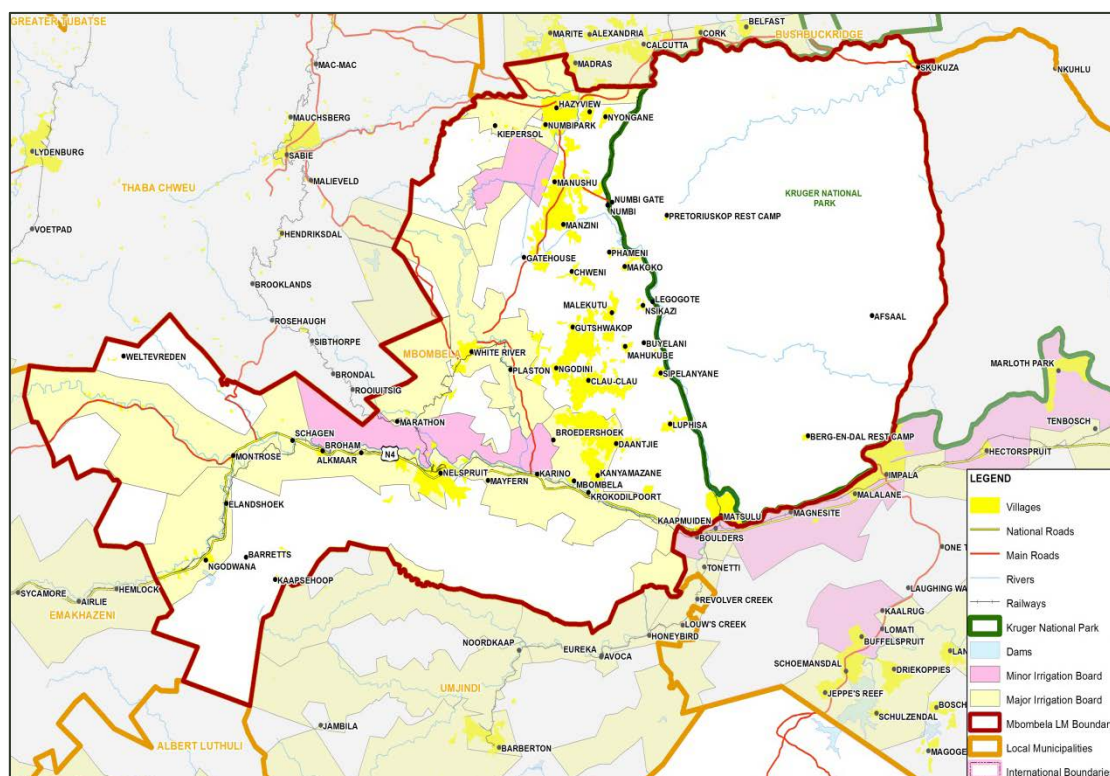 GREATER TUBATSE
BELFAST
MARITE
ALEXANDRIA
CORK
BUSHBUCKRIDGE
CALCUTTA
MAC-MAC
MADRAS
SKUKUZA
NKUHLU
HAZYVIEW
MAUCHSBERG
NYONGANE
KIEPERSOL
NUMBIPARK
LYDENBURG
SABIE
THABA CHWEU
MALIEVELD
MANUSHU
KRUGER NATIONAL
PARK
NUMBI GATE
NUMBI
PRETORIUSKOP REST CAMP
VOETPAD
HENDRIKSDAL
MANZINI
GATEHOUSE
PHAMENI
CHWENI
MAKOKO
BROOKLANDS
LEGOGOTE
MALEKUTU
NSIKAZI
AFSAAL
ROSEHAUGH
GUTSHWAKOP
SIBTHORPE
BUYELANI
MBOMBELA
WHITE RIVER
MAHUKUBE
WELTEVREDEN
MARLOTH PARK
PLASTON
NGODINI
SIPELANYANE
BRONDAL
CLAU-CLAU
ROOIUITSIG
MARATHON
LUPHISA
TENBOSCH
SCHAGEN
BROEDERSHOEK
DAANTJIE
BERG-EN-DAL REST CAMP
BROHAM
HECTORSPRUIT
MONTROSE
ALKMAAR
N4
NELSPRUIT
KARINO
KANYAMAZANE
IMPALA
MAYFERN
MBOMBELA
KROKODILPOORT
MALALANE
ELANDSHOEK
KAAPMUIDEN
MATSULU
MAGNESITE
BOULDERS
BARRETTS
NGODWANA
TONETTI
ONE T
KAAPSEHOOP
SYCAMORE
HEMLOCK
AIRLIE
LAUGHING WA
EMAKHAZENI
REVOLVER CREEK
KAALRUG
LOUW'S CREEK
LOMATI
HONEYBIRD
BUFFELSPRUIT
NOORDKAAP
EUREKA
AVOCA
LAN
SCHOEMANSDAL
DRIEKOPPIES
UMJINDI
JEPPE'S REEF
BOSCH
SCHULZENDAL
JAMBILA
ALBERT LUTHULI
BARBERTON
MAGOGE
LEGEND
Villages
National Roads
Main Roads
Rivers
Railways
Kruger National Park
Dams
Minor Irrigation Board
Major Irrigation Board
Mbombela LM Boundar
Local Municipalities
International Boundaries